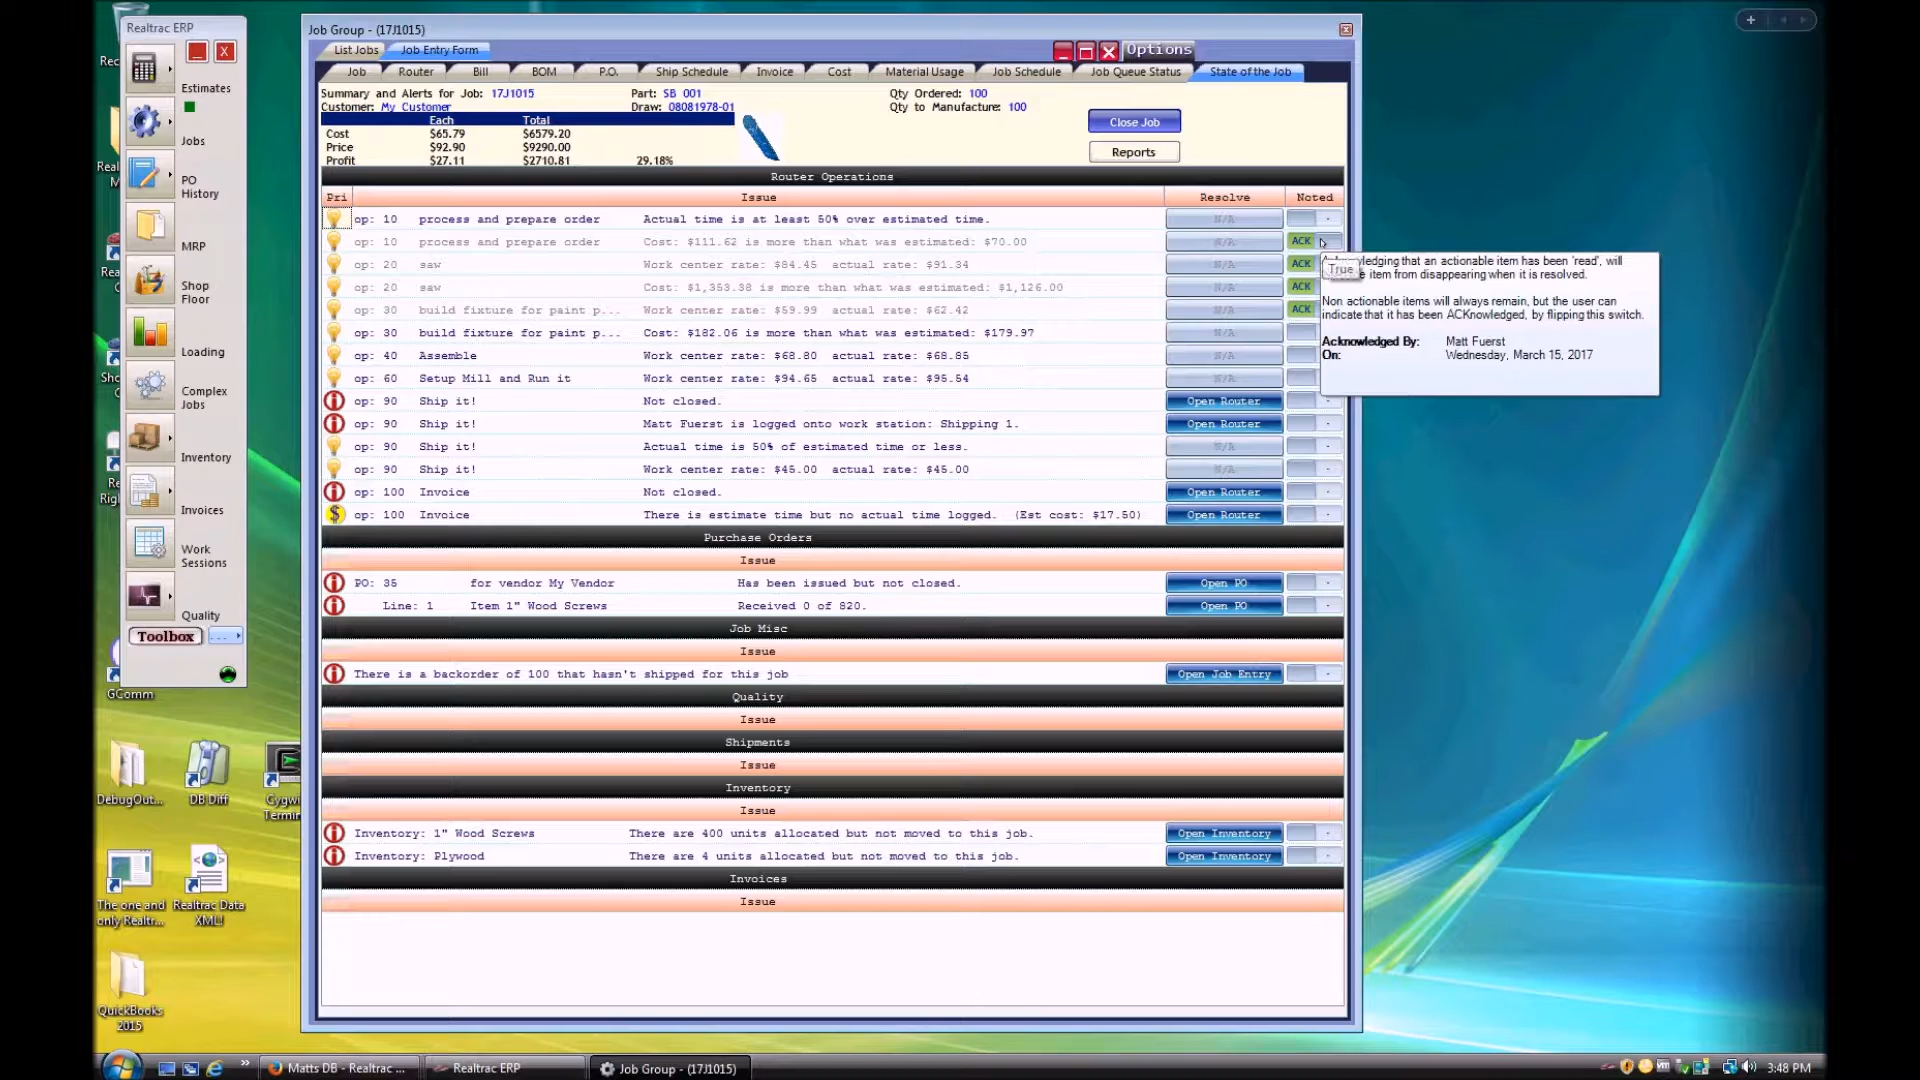 Realtrac ERP
X
Estimates
Jobs
PO
History
MRP
Shop
Floor
Loading
Complex
Jobs
Inventory
Invoices
Work
Sessions
Quality
Toolbox
...
GComm
DebugOut...
DB Diff
Cygwin
The one and
only Realtr...
Realtrac Data
XML!
QuickBooks
2015
Job Group - (17J1015)
List Jobs Job Entry Form Options
Job Router Bill BOM P.O. Ship Schedule Invoice Cost Material Usage Job Schedule Job Queue Status State of the Job
Summary and Alerts for Job: 17J1015 Part: SB 001 Qty Ordered: 100
Customer: My Customer Draw: 08081978-01 Qty to Manufacture: 100
Each Total
Cost $65.79 $6579.20
Price $92.90 $9290.00
Profit $27.11 $2710.81 29.18%
Close Job
Reports
Router Operations
Pri Issue Resolve Noted
op: 10 process and prepare order Actual time is at least 50% over estimated time. N/A
op: 10 process and prepare order Cost: $111.62 is more than what was estimated: $70.00 N/A ACK
op: 20 saw Work center rate: $84.45 actual rate: $91.34 N/A ACK
op: 20 saw Cost: $1,353.38 is more than what was estimated: $1,126.00 N/A ACK
op: 30 build fixture for paint p... Work center rate: $59.99 actual rate: $62.42 N/A ACK
op: 30 build fixture for paint p... Cost: $182.06 is more than what was estimated: $179.97 N/A
op: 40 Assemble Work center rate: $68.80 actual rate: $68.85 N/A
op: 60 Setup Mill and Run it Work center rate: $94.65 actual rate: $95.54 N/A
op: 90 Ship it! Not closed. Open Router
op: 90 Ship it! Matt Fuerst is logged onto work station: Shipping 1. Open Router
op: 90 Ship it! Actual time is 50% of estimated time or less. N/A
op: 90 Ship it! Work center rate: $45.00 actual rate: $45.00 N/A
op: 100 Invoice Not closed. Open Router
op: 100 Invoice There is estimate time but no actual time logged. (Est cost: $17.50) Open Router
Purchase Orders
Issue
PO: 35 for vendor My Vendor Has been issued but not closed. Open PO
Line: 1 Item 1" Wood Screws Received 0 of 820. Open PO
Job Misc
Issue
There is a backorder of 100 that hasn't shipped for this job Open Job Entry
Quality
Issue
Shipments
Issue
Inventory
Issue
Inventory: 1" Wood Screws There are 400 units allocated but not moved to this job. Open Inventory
Inventory: Plywood There are 4 units allocated but not moved to this job. Open Inventory
Invoices
Issue
that an actionable item has been 'read', will
True item from disappearing when it is resolved.
Non actionable items will always remain, but the user can
indicate that it has been ACKnowledged, by flipping this switch.
Acknowledged By: Matt Fuerst
On: Wednesday, March 15, 2017
Matts DB - Realtrac ... Realtrac ERP Job Group - (17J1015) 3:48 PM